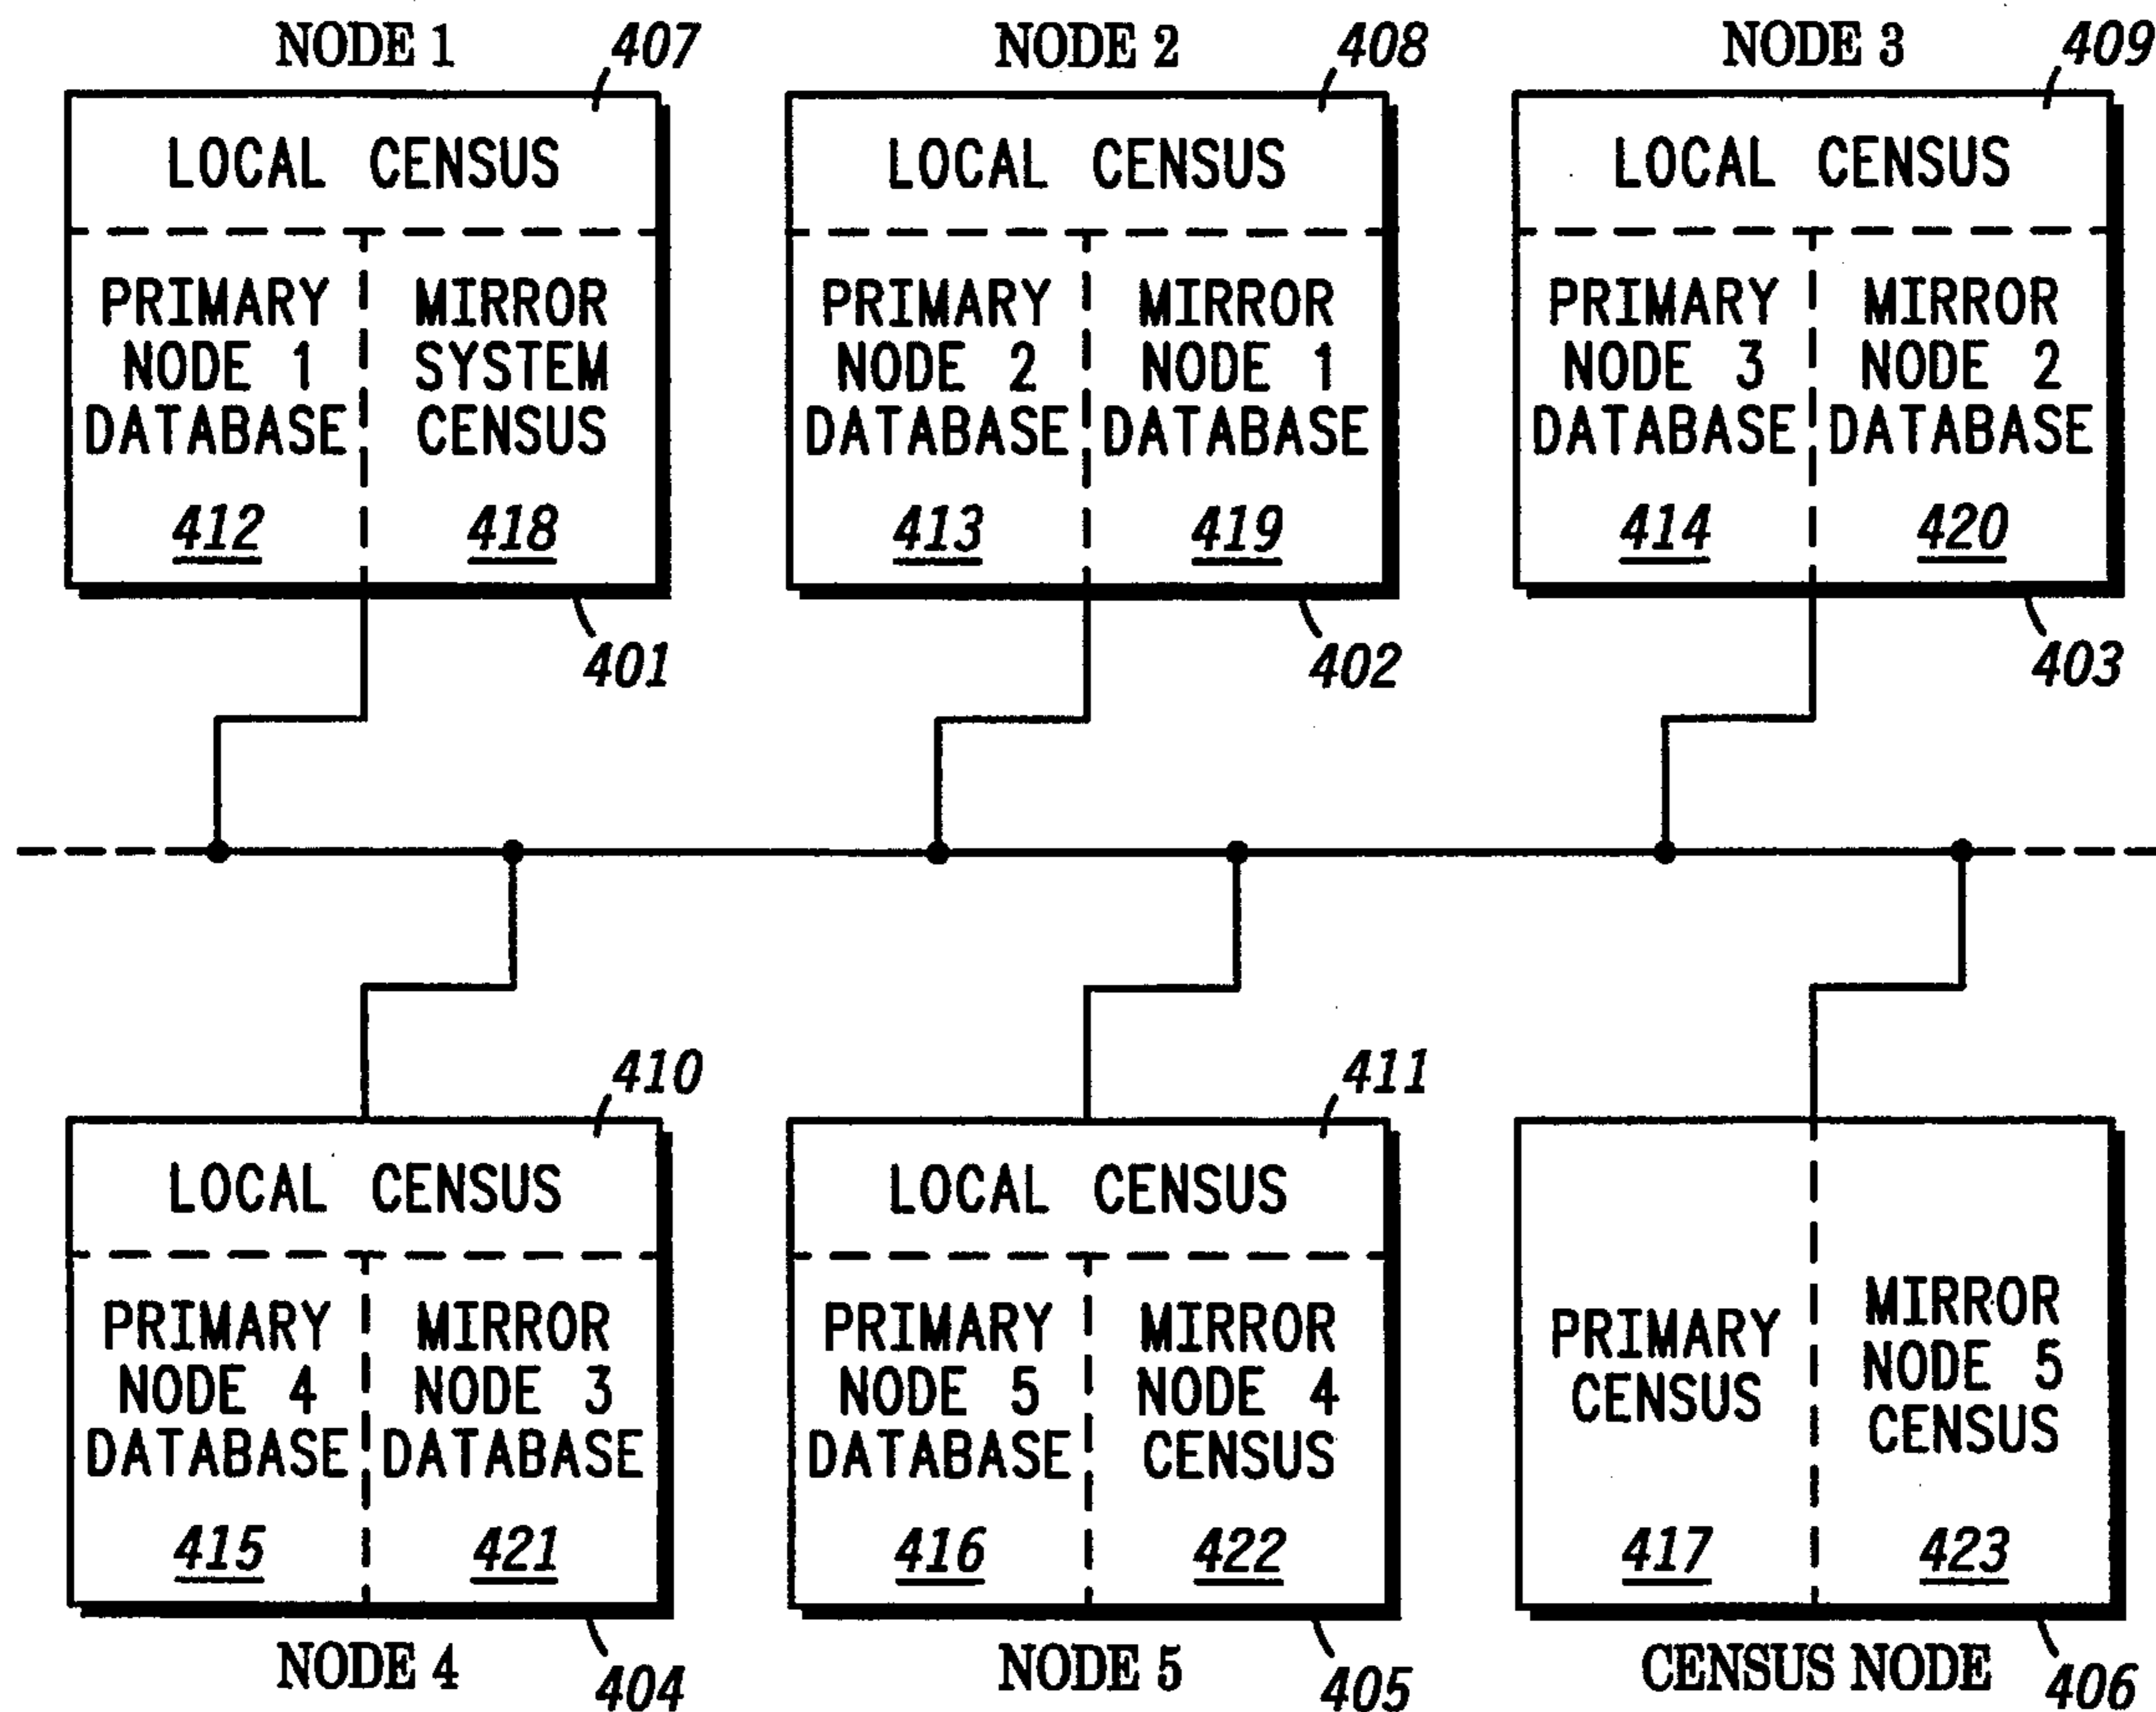 NODE 1
407
LOCAL CENSUS
PRIMARY
NODE 1
DATABASE
412
MIRROR
SYSTEM
CENSUS
418
401
NODE 2
408
LOCAL CENSUS
PRIMARY
NODE 2
DATABASE
413
MIRROR
NODE 1
DATABASE
419
402
NODE 3
409
LOCAL CENSUS
PRIMARY
NODE 3
DATABASE
414
MIRROR
NODE 2
DATABASE
420
403
410
LOCAL CENSUS
PRIMARY
NODE 4
DATABASE
415
MIRROR
NODE 3
DATABASE
421
NODE 4
404
411
LOCAL CENSUS
PRIMARY
NODE 5
DATABASE
416
MIRROR
NODE 4
CENSUS
422
NODE 5
405
PRIMARY
CENSUS
417
MIRROR
NODE 5
CENSUS
423
CENSUS NODE
406